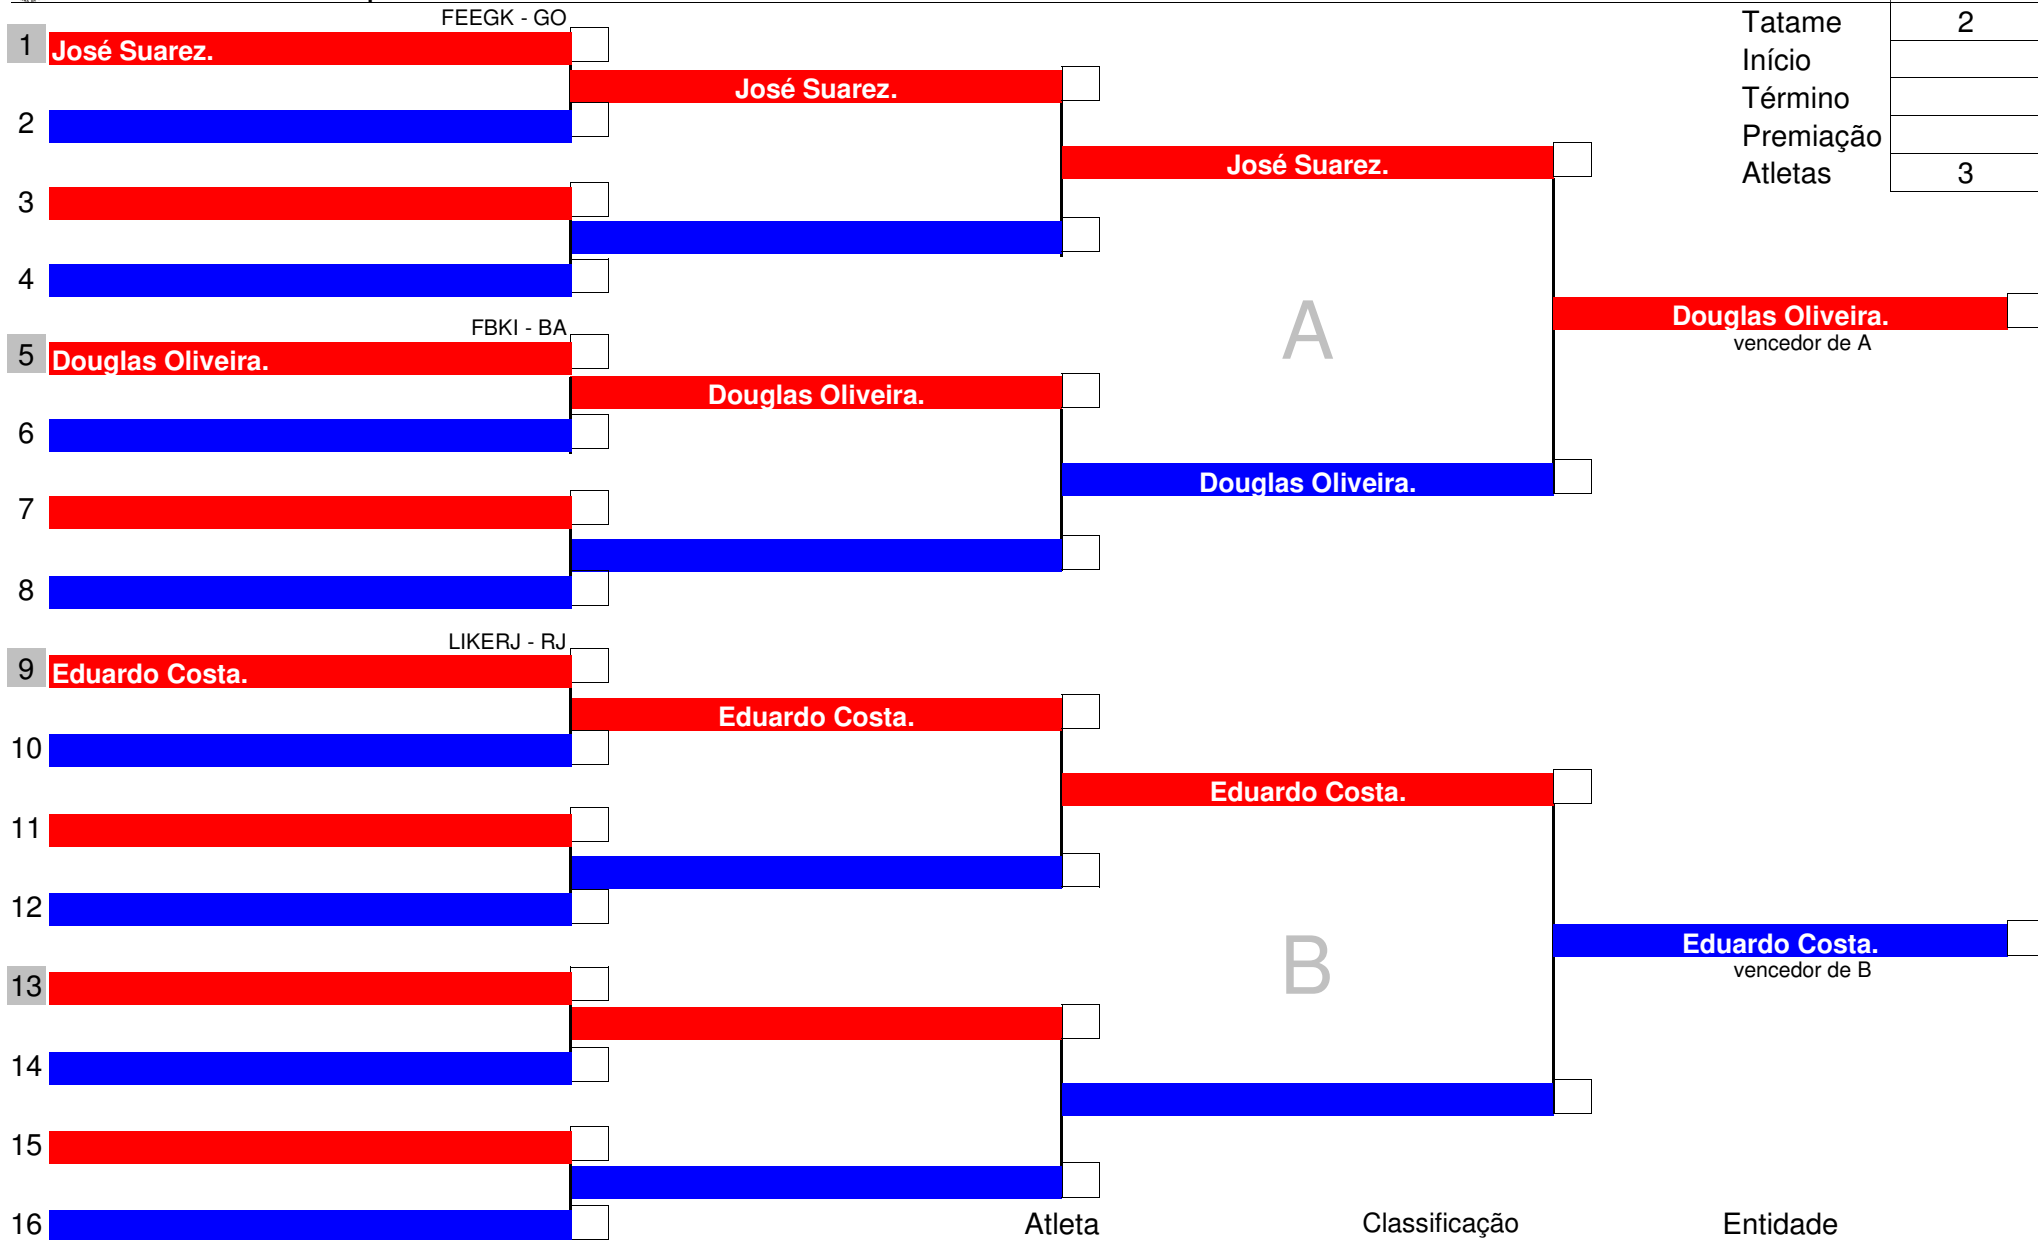 FEEGK - GO
Tatame 2
1 José Suarez.
Início
José Suarez.
Término
2
Premiação
José Suarez.
Atletas 3
3
4
Douglas Oliveira.
FBKI - BA
A
vencedor de A
5 Douglas Oliveira.
Douglas Oliveira.
6
Douglas Oliveira.
7
8
LIKERJ - RJ
9 Eduardo Costa.
Eduardo Costa.
10
Eduardo Costa.
11
12
Eduardo Costa.
B
vencedor de B
13
14
15
16
Atleta Classificação Entidade